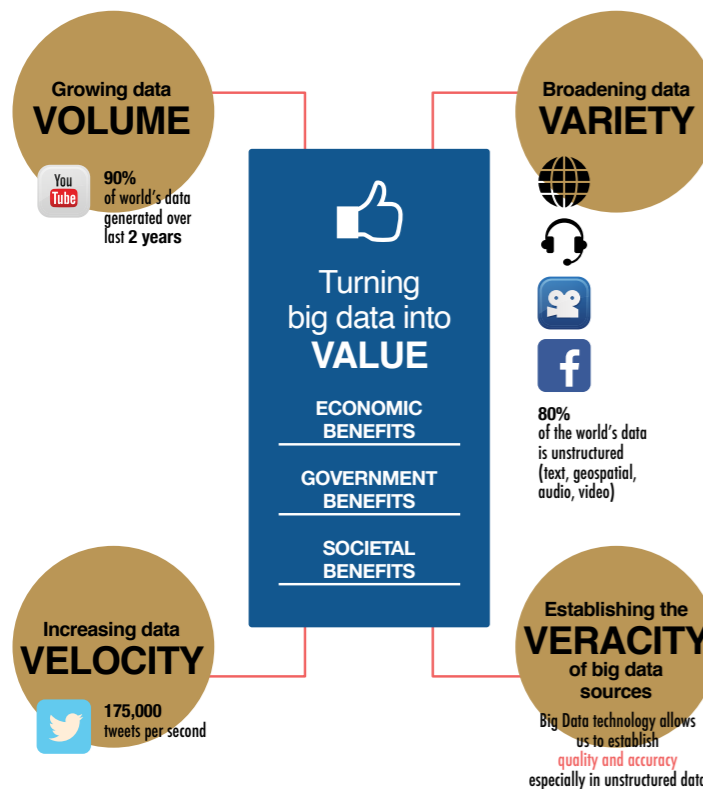 Growing data
VOLUME
You
Tube
90%
of world's data
generated over
last 2 years
Broadening data
VARIETY
f
80%
of the world's data
is unstructured
(text, geospatial,
audio, video)
Turning
big data into
VALUE
ECONOMIC
BENEFITS
GOVERNMENT
BENEFITS
SOCIETAL
BENEFITS
Increasing data
VELOCITY
175,000
tweets per second
Establishing the
VERACITY
of big data
sources
Big Data technology allows
us to establish
quality and accuracy
especially in unstructured data